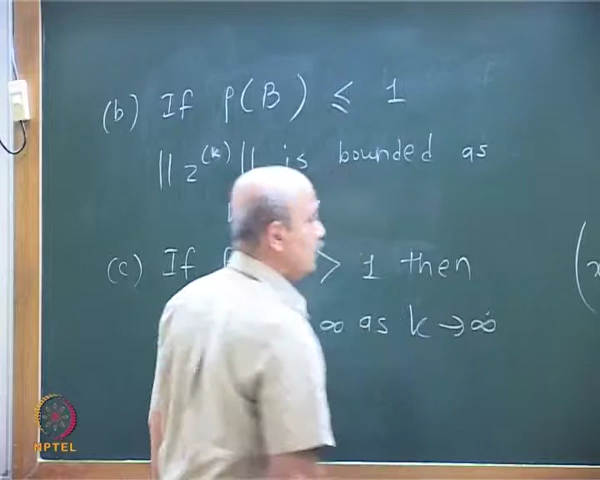 (b) If ρ(B) ≤ 1
||z^(k)|| is bounded as
(c) If > 1 then
∞ as k → ∞
(x
NPTEL